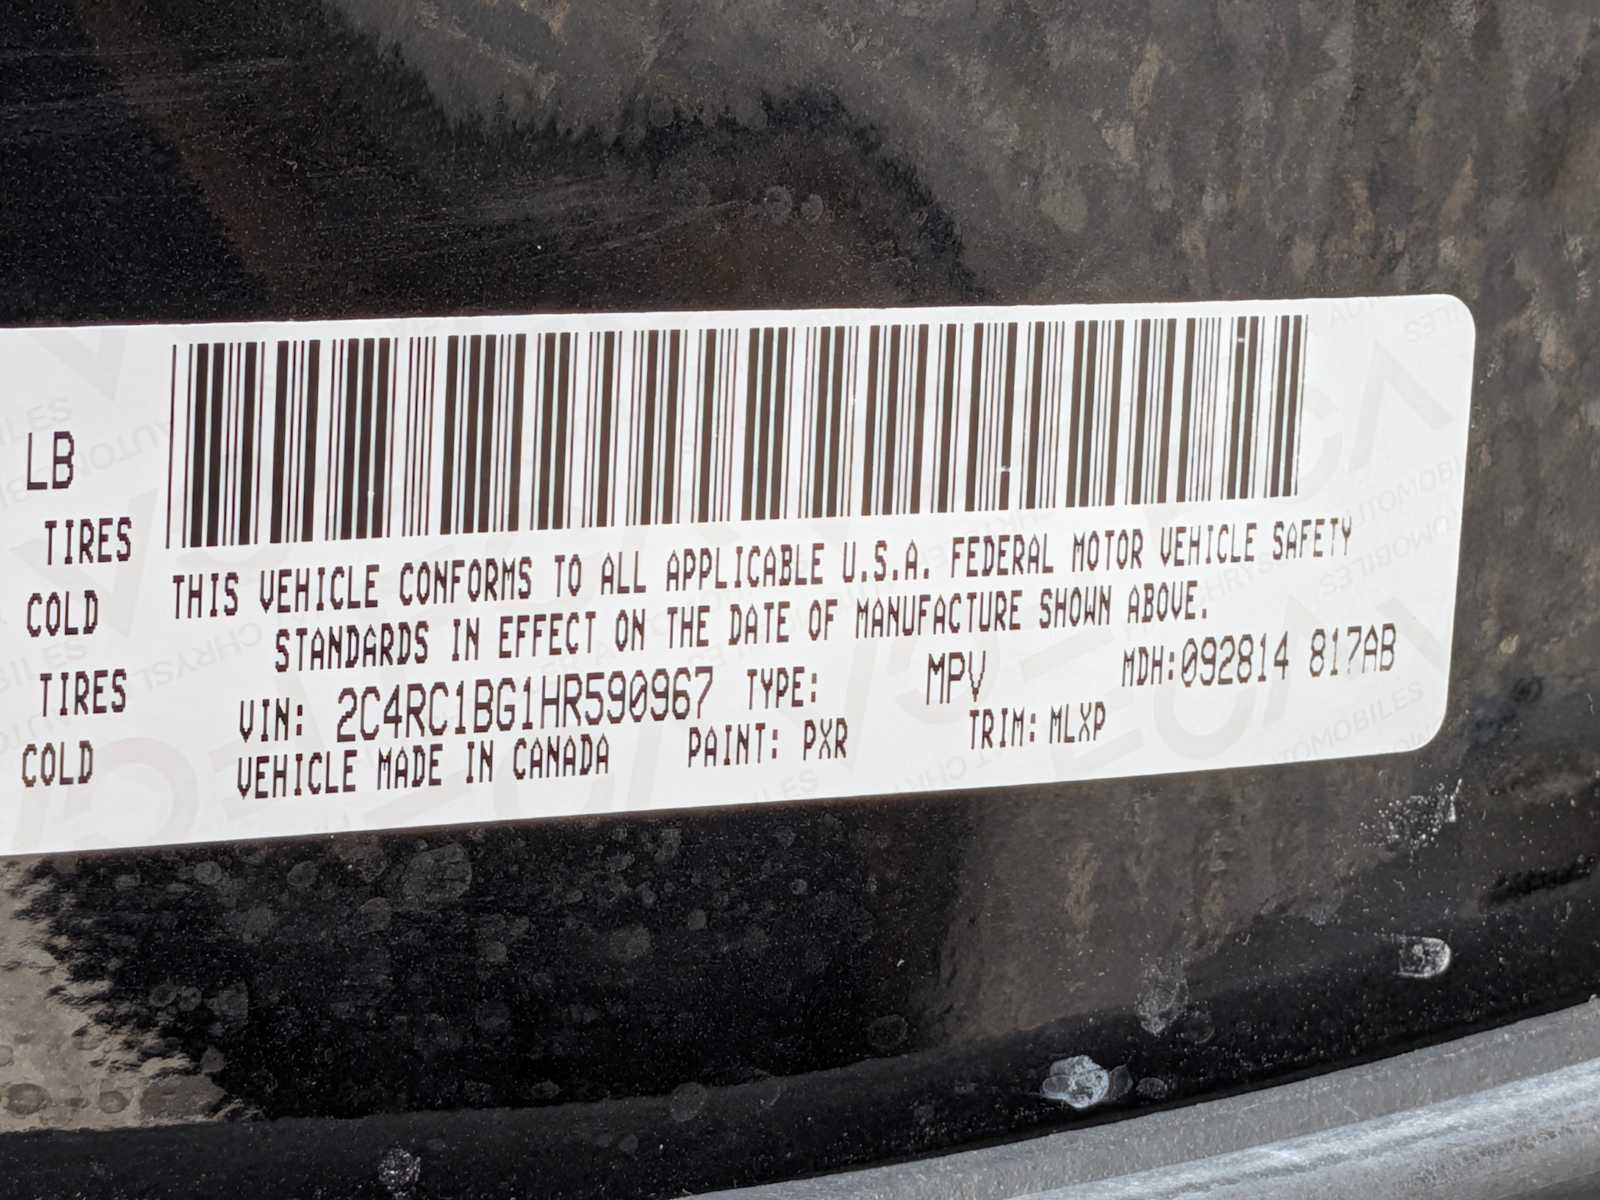 LB
TIRES
COLD
TIRES
COLD
THIS VEHICLE CONFORMS TO ALL APPLICABLE U.S.A. FEDERAL MOTOR VEHICLE SAFETY
STANDARDS IN EFFECT ON THE DATE OF MANUFACTURE SHOWN ABOVE.
VIN: 2C4RC1BG1HR590967 TYPE: MPV MDH:092814 817AB
VEHICLE MADE IN CANADA PAINT: PXR TRIM: MLXP